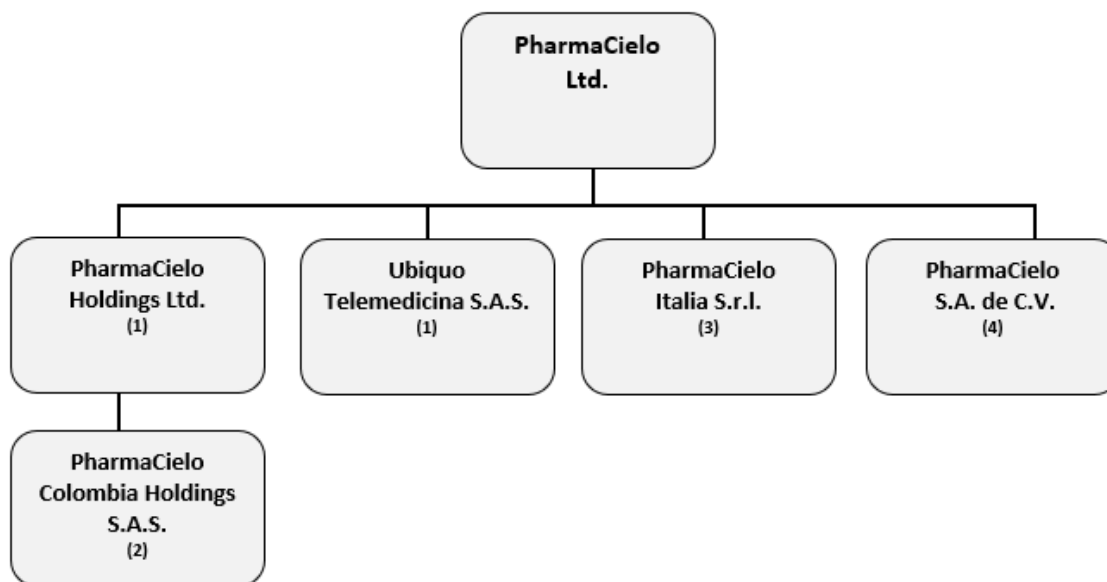 PharmaCielo
Ltd.
PharmaCielo
Holdings Ltd.
(1)
Ubiquo
Telemedicina S.A.S.
(1)
PharmaCielo
Italia S.r.l.
(3)
PharmaCielo
S.A. de C.V.
(4)
PharmaCielo
Colombia Holdings
S.A.S.
(2)